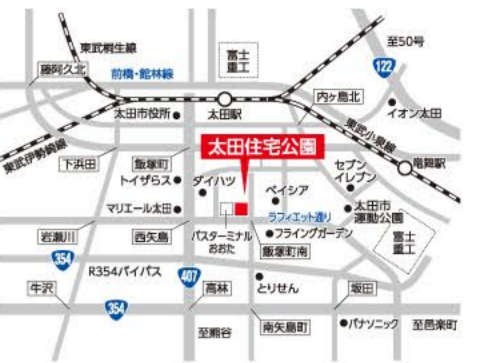 東武桐生線
藤阿久北
前橋・館林線
富士
重工
至50号
122
太田市役所
太田駅
内ヶ島北
イオン太田
東武伊勢崎線
東武小泉線
竜舞駅
下浜田
飯塚町
太田住宅公園
トイザらス
ダイハツ
セブン
イレブン
ベイシア
マリエール太田
ラフィエット通り
太田市
運動公園
岩瀬川
西矢島
バスターミナル
おおた
フライングガーデン
飯塚町南
富士
重工
354
R354バイパス
407
牛沢
354
高林
とりせん
坂田
至熊谷
南矢島町
パナソニック
至邑楽町